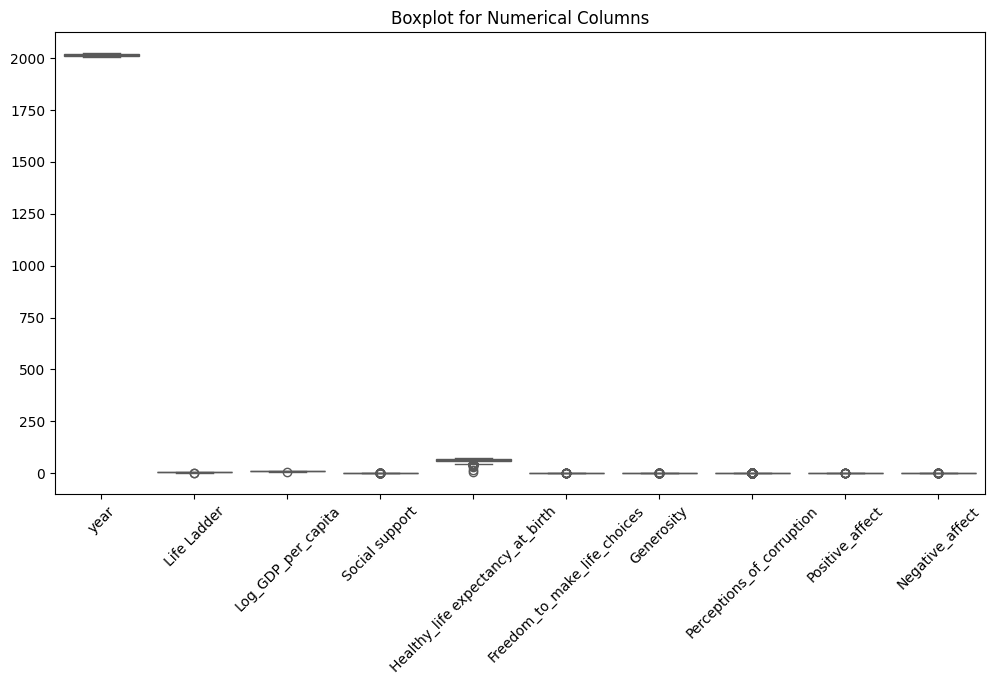 Boxplot for Numerical Columns
2000
1750
1500
1250
1000
750
500
250
0
year
Life Ladder
Log_GDP_per_capita
Social support
Healthy_life expectancy_at_birth
Freedom_to_make_life_choices
Generosity
Perceptions_of_corruption
Positive_affect
Negative_affect